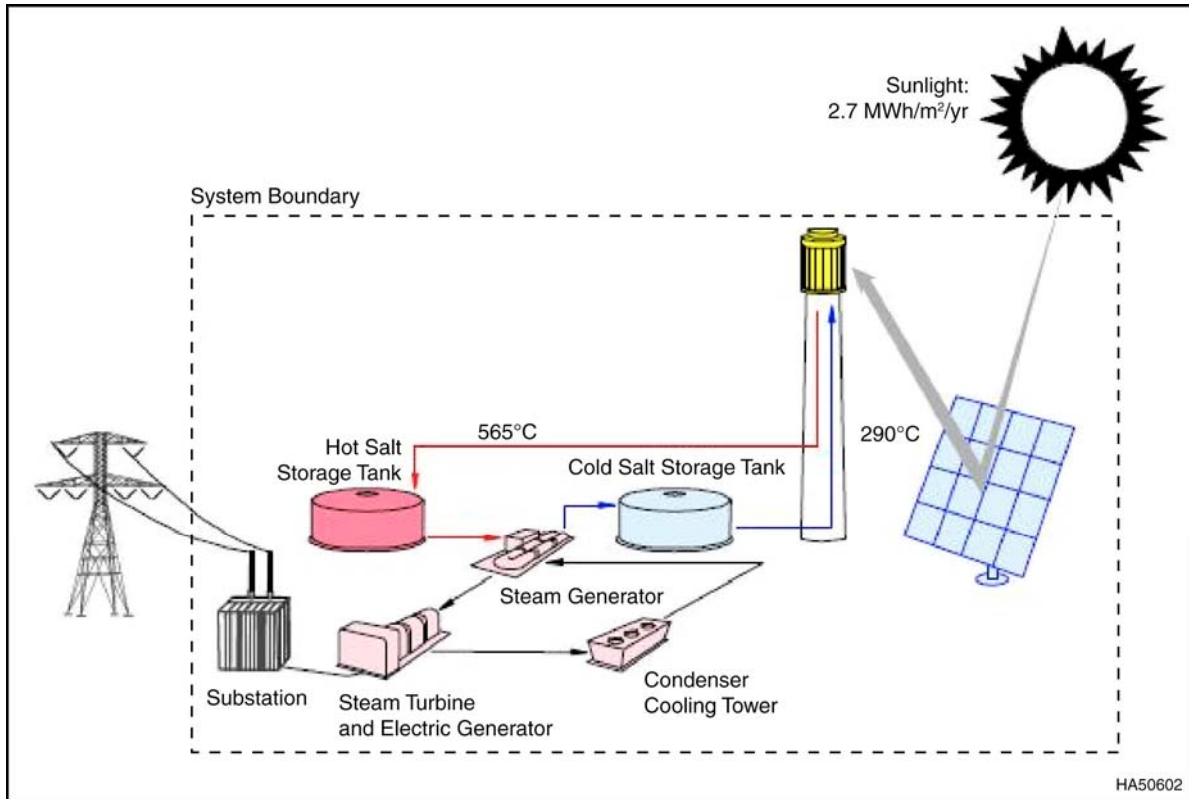 Sunlight:
2.7 MWh/m²/yr
System Boundary
565°C
290°C
Hot Salt
Storage Tank
Cold Salt Storage Tank
Steam Generator
Substation
Steam Turbine
and Electric Generator
Condenser
Cooling Tower
HA50602